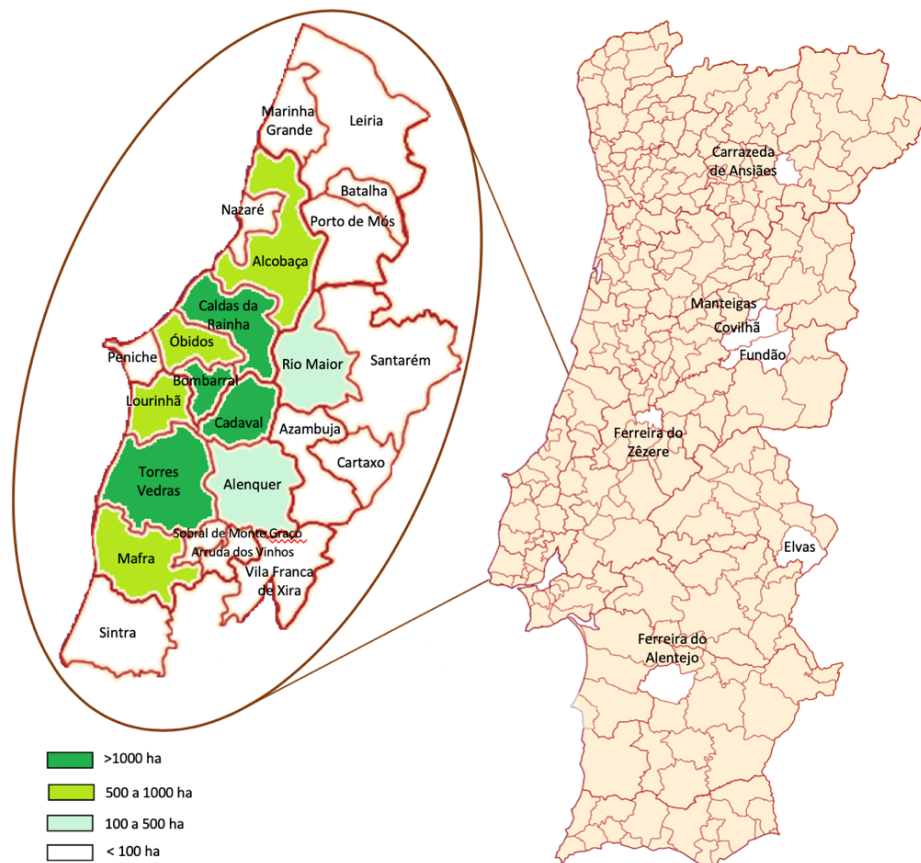 Marinha
Grande
Leiria
Batalha
Nazaré
Porto de Mós
Alcobaça
Caldas da
Rainha
Óbidos
Peniche
Rio Maior
Santarém
Bombarral
Lourinhã
Cadaval
Azambuja
Cartaxo
Torres
Vedras
Alenquer
Sobral de Monte Graço
Arruda dos Vinhos
Mafra
Vila Franca
de Xira
Sintra
>1000 ha
500 a 1000 ha
100 a 500 ha
< 100 ha
Carrazeda
de Ansiães
Manteigas
Covilhã
Fundão
Ferreira do
Zêzere
Elvas
Ferreira do
Alentejo